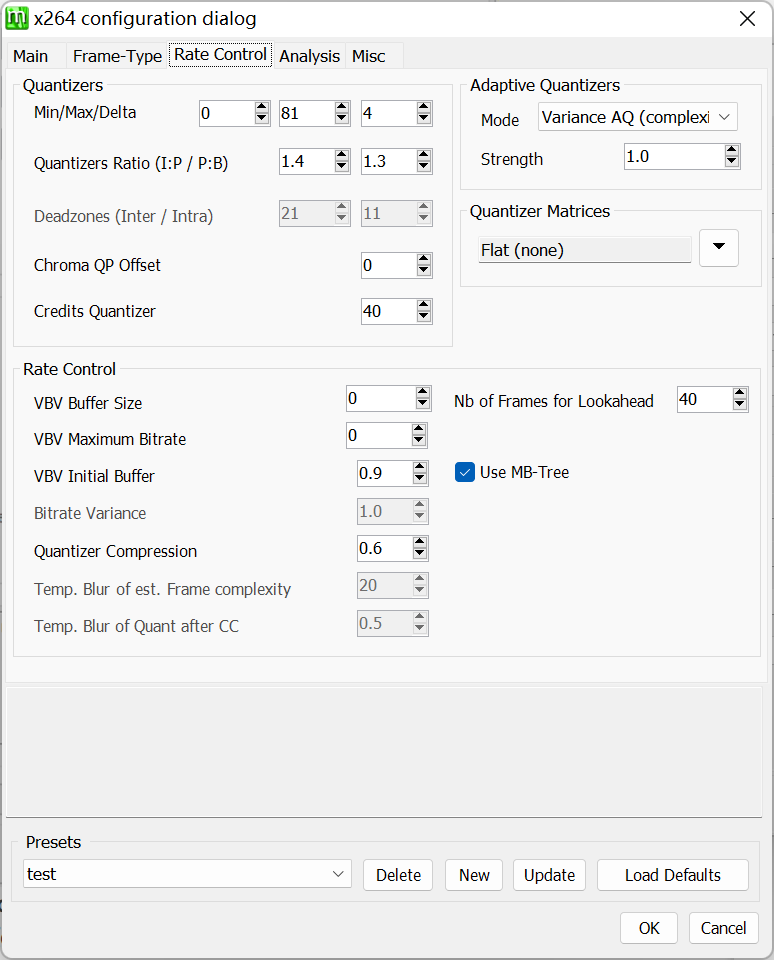 x264 configuration dialog
Main Frame-Type Rate Control Analysis Misc
Quantizers
Min/Max/Delta 0 81 4
Quantizers Ratio (I:P / P:B) 1.4 1.3
Deadzones (Inter / Intra) 21 11
Chroma QP Offset 0
Credits Quantizer 40
Adaptive Quantizers
Mode Variance AQ (complexi
Strength 1.0
Quantizer Matrices
Flat (none)
Rate Control
VBV Buffer Size 0 Nb of Frames for Lookahead 40
VBV Maximum Bitrate 0
VBV Initial Buffer 0.9 Use MB-Tree
Bitrate Variance 1.0
Quantizer Compression 0.6
Temp. Blur of est. Frame complexity 20
Temp. Blur of Quant after CC 0.5
Presets
test Delete New Update Load Defaults
OK Cancel